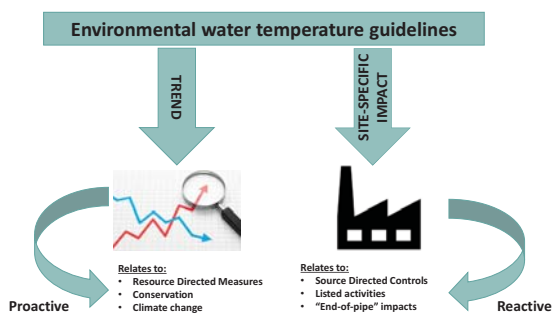 Environmental water temperature guidelines
TREND
SITE-SPECIFIC
IMPACT
Relates to:
• Resource Directed Measures
• Conservation
• Climate change
Relates to:
• Source Directed Controls
• Listed activities
• “End-of-pipe” impacts
Proactive
Reactive